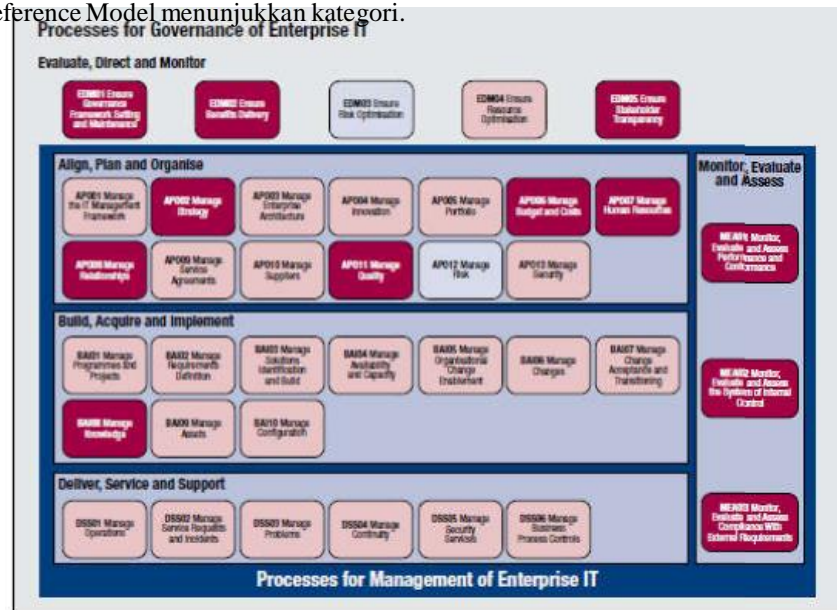 eference Model menunjukkan kategori.
Processes for Governance of Enterprise IT
Evaluate, Direct and Monitor
EDM01 Ensure
Governance
Framework Setting
and Maintenance
EDM02 Ensure
Benefits Delivery
EDM03 Ensure
Risk Optimisation
EDM04 Ensure
Resource
Optimisation
EDM05 Ensure
Stakeholder
Transparency
Align, Plan and Organise
APO01 Manage
the IT Management
Framework
APO02 Manage
Strategy
APO03 Manage
Enterprise
Architecture
APO04 Manage
Innovation
APO05 Manage
Portfolio
APO06 Manage
Budget and Costs
APO07 Manage
Human Resources
APO08 Manage
Relationships
APO09 Manage
Service
Agreements
APO10 Manage
Suppliers
APO11 Manage
Quality
APO12 Manage
Risk
APO13 Manage
Security
Build, Acquire and Implement
BAI01 Manage
Programmes and
Projects
BAI02 Manage
Requirements
Definition
BAI03 Manage
Solutions
Identification
and Build
BAI04 Manage
Availability
and Capacity
BAI05 Manage
Organisational
Change
Enablement
BAI06 Manage
Changes
BAI07 Manage
Change
Acceptance and
Transitioning
BAI08 Manage
Knowledge
BAI09 Manage
Assets
BAI10 Manage
Configuration
Deliver, Service and Support
DSS01 Manage
Operations
DSS02 Manage
Service Requests
and Incidents
DSS03 Manage
Problems
DSS04 Manage
Continuity
DSS05 Manage
Security
Services
DSS06 Manage
Business
Process Controls
Monitor, Evaluate
and Assess
MEA01 Monitor,
Evaluate and Assess
Performance and
Conformance
MEA02 Monitor,
Evaluate and Assess
the System of Internal
Control
MEA03 Monitor,
Evaluate and Assess
Compliance With
External Requirements
Processes for Management of Enterprise IT